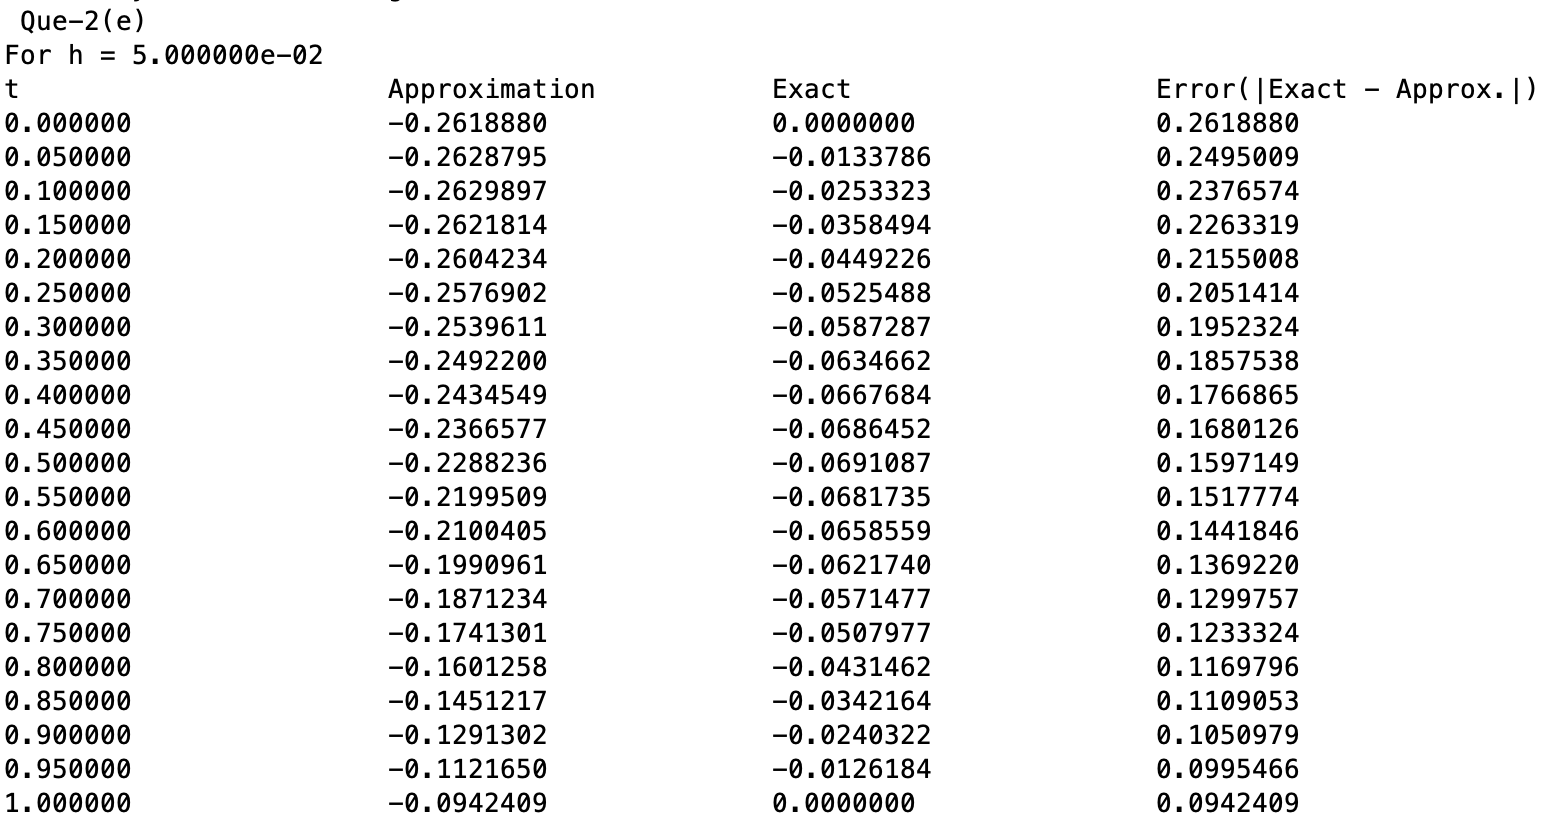 Que-2(e)
For h = 5.000000e-02
t Approximation Exact Error(|Exact - Approx.|)
0.000000 -0.2618880 0.0000000 0.2618880
0.050000 -0.2628795 -0.0133786 0.2495009
0.100000 -0.2629897 -0.0253323 0.2376574
0.150000 -0.2621814 -0.0358494 0.2263319
0.200000 -0.2604234 -0.0449226 0.2155008
0.250000 -0.2576902 -0.0525488 0.2051414
0.300000 -0.2539611 -0.0587287 0.1952324
0.350000 -0.2492200 -0.0634662 0.1857538
0.400000 -0.2434549 -0.0667684 0.1766865
0.450000 -0.2366577 -0.0686452 0.1680126
0.500000 -0.2288236 -0.0691087 0.1597149
0.550000 -0.2199509 -0.0681735 0.1517774
0.600000 -0.2100405 -0.0658559 0.1441846
0.650000 -0.1990961 -0.0621740 0.1369220
0.700000 -0.1871234 -0.0571477 0.1299757
0.750000 -0.1741301 -0.0507977 0.1233324
0.800000 -0.1601258 -0.0431462 0.1169796
0.850000 -0.1451217 -0.0342164 0.1109053
0.900000 -0.1291302 -0.0240322 0.1050979
0.950000 -0.1121650 -0.0126184 0.0995466
1.000000 -0.0942409 0.0000000 0.0942409